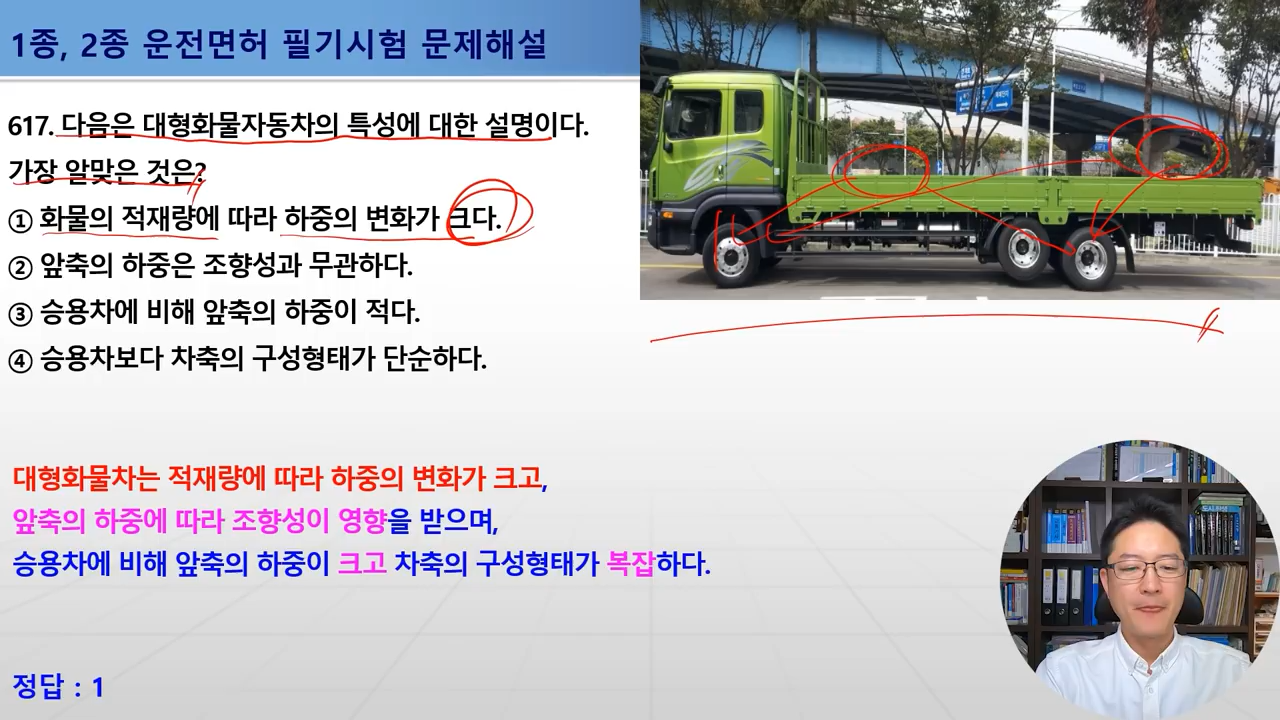 1종, 2종 운전면허 필기시험 문제해설
617. 다음은 대형화물자동차의 특성에 대한 설명이다.
가장 알맞은 것은?
① 화물의 적재량에 따라 하중의 변화가 크다.
② 앞축의 하중은 조향성과 무관하다.
③ 승용차에 비해 앞축의 하중이 적다.
④ 승용차보다 차축의 구성형태가 단순하다.
대형화물차는 적재량에 따라 하중의 변화가 크고,
앞축의 하중에 따라 조향성이 영향을 받으며,
승용차에 비해 앞축의 하중이 크고 차축의 구성형태가 복잡하다.
정답 : 1